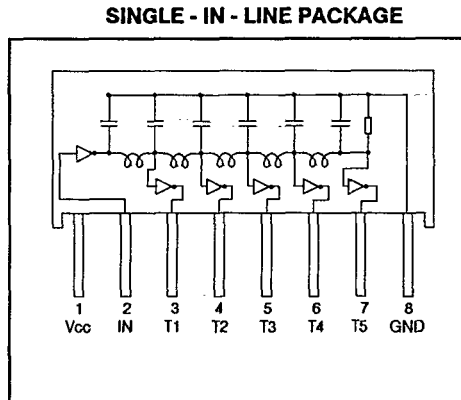 SINGLE - IN - LINE PACKAGE
1 2 3 4 5 6 7 8
Vcc IN T1 T2 T3 T4 T5 GND